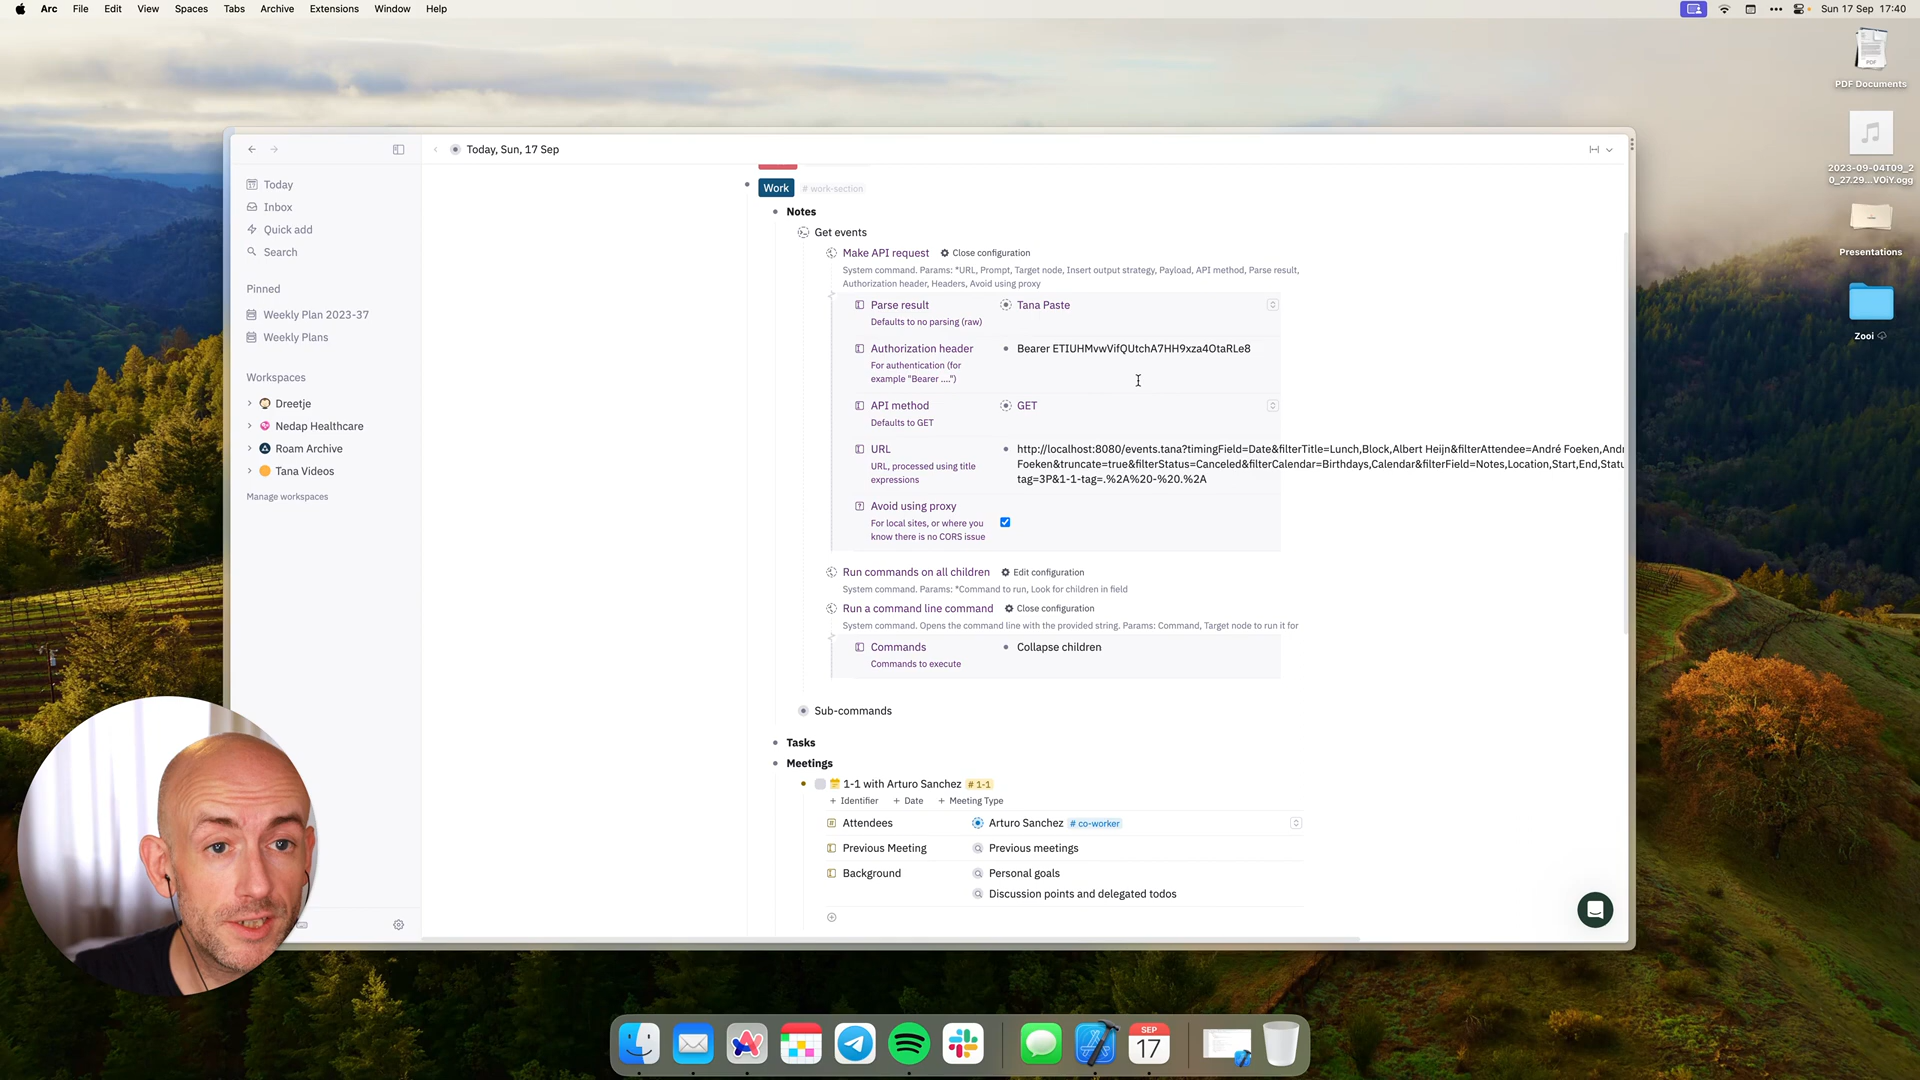 Arc File Edit View Spaces Tabs Archive Extensions Window Help
Sun 17 Sep 17:40
PDF
PDF Documents
2023-09-04T09_2
0_27.29...VOiY.ogg
Presentations
Zooi
Today
Inbox
Quick add
Search
Pinned
Weekly Plan 2023-37
Weekly Plans
Workspaces
Dreetje
Nedap Healthcare
Roam Archive
Tana Videos
Manage workspaces
Today, Sun, 17 Sep
Work # work-section
Notes
Get events
Make API request Close configuration
System command. Params: *URL, Prompt, Target node, Insert output strategy, Payload, API method, Parse result,
Authorization header, Headers, Avoid using proxy
Parse result Tana Paste
Defaults to no parsing (raw)
Authorization header Bearer ETIUHMvwVifQUtchA7HH9xza4OtaRLe8
For authentication (for
example "Bearer ....")
API method GET
Defaults to GET
URL http://localhost:8080/events.tana?timingField=Date&filterTitle=Lunch,Block,Albert Heijn&filterAttendee=André Foeken,Andr
URL, processed using title Foeken&truncate=true&filterStatus=Canceled&filterCalendar=Birthdays,Calendar&filterField=Notes,Location,Start,End,Statu
expressions tag=3P&1-1-tag=.%2A%20-%20.%2A
Avoid using proxy
For local sites, or where you
know there is no CORS issue
Run commands on all children Edit configuration
System command. Params: *Command to run, Look for children in field
Run a command line command Close configuration
System command. Opens the command line with the provided string. Params: Command, Target node to run it for
Commands Collapse children
Commands to execute
Sub-commands
Tasks
Meetings
1-1 with Arturo Sanchez # 1-1
+ Identifier + Date + Meeting Type
Attendees Arturo Sanchez # co-worker
Previous Meeting Previous meetings
Background Personal goals
Discussion points and delegated todos
SEP
17